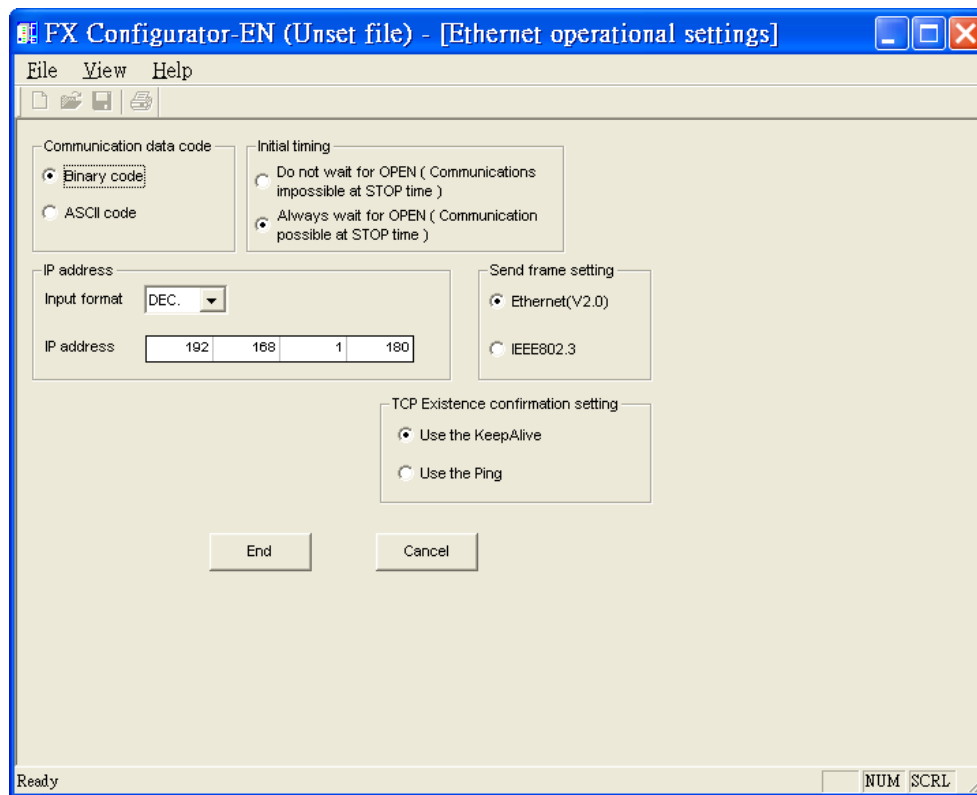 FX Configurator-EN (Unset file) - [Ethernet operational settings]
File View Help
Communication data code
Binary code
ASCII code
Initial timing
Do not wait for OPEN ( Communications
impossible at STOP time )
Always wait for OPEN ( Communication
possible at STOP time )
IP address
Input format DEC.
IP address 192 168 1 180
Send frame setting
Ethernet(V2.0)
IEEE802.3
TCP Existence confirmation setting
Use the KeepAlive
Use the Ping
End Cancel
Ready NUM SCRL